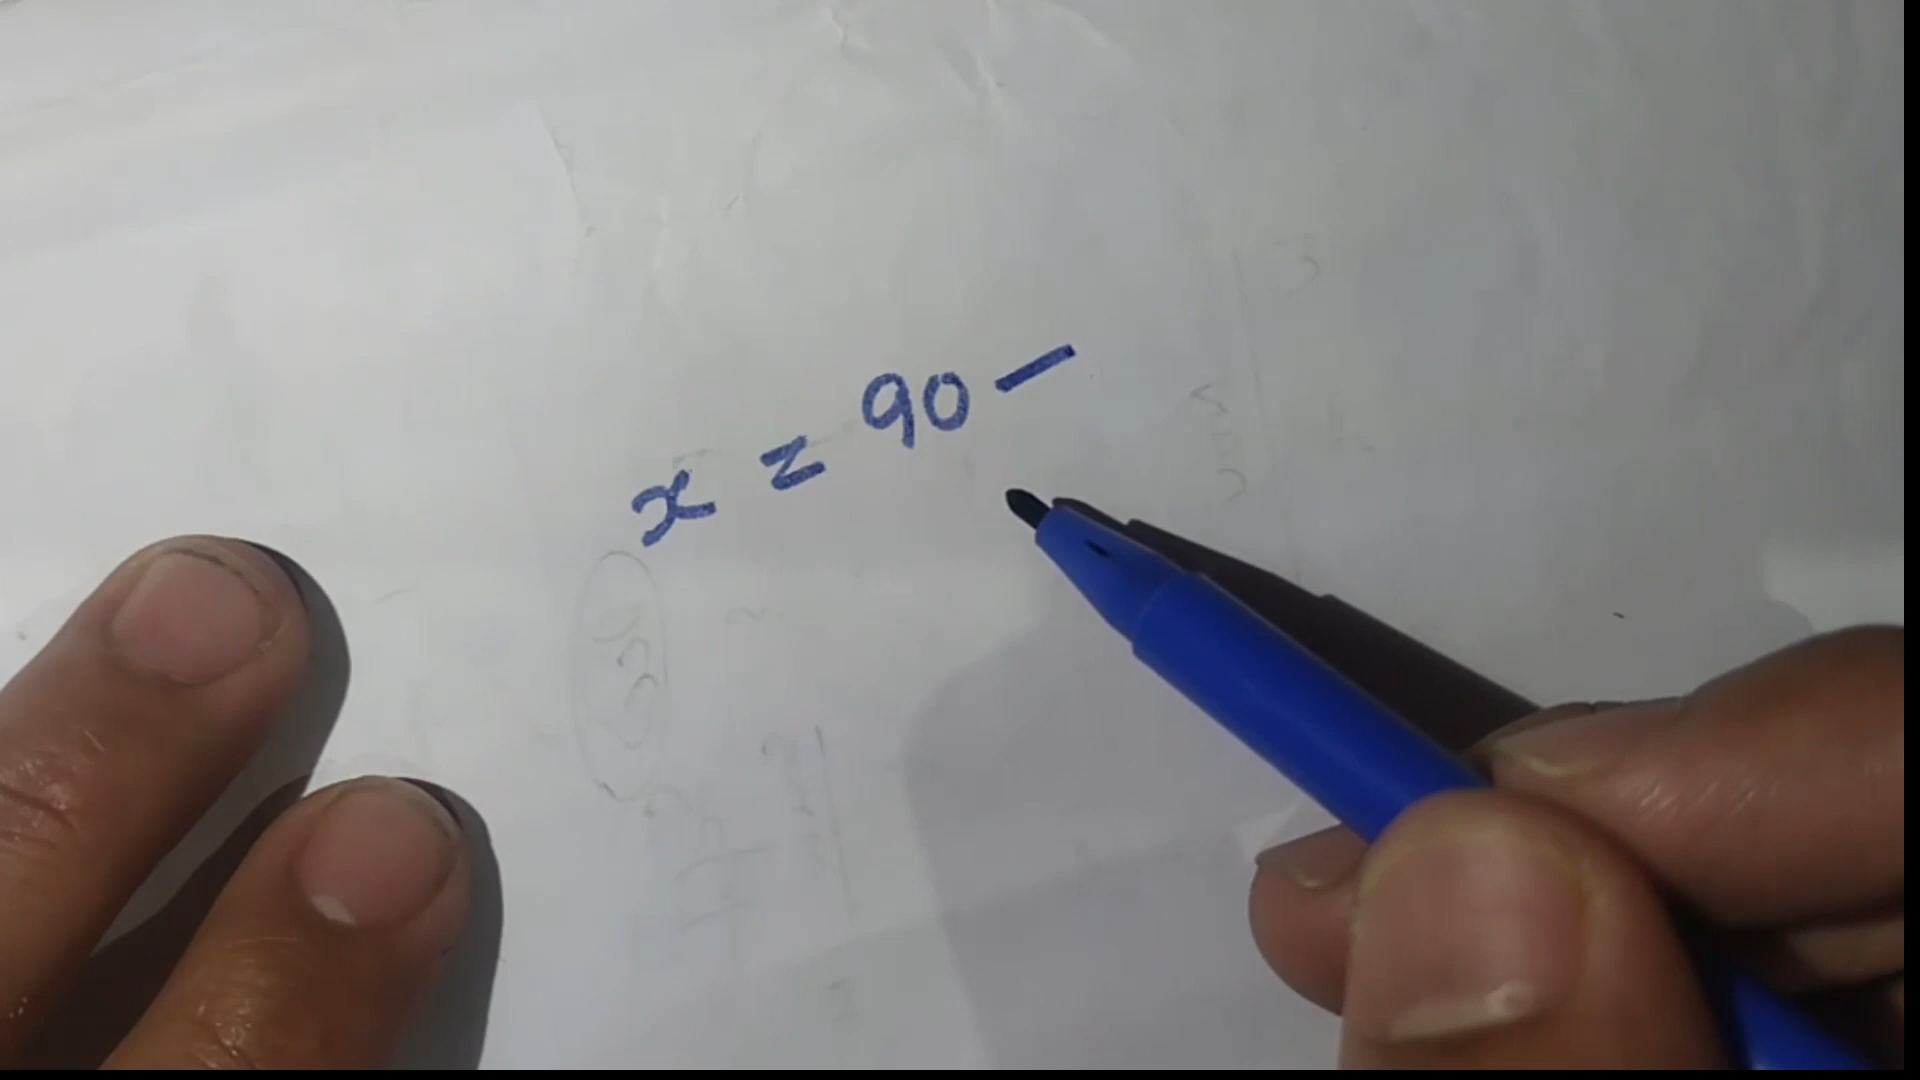 x = 90 -